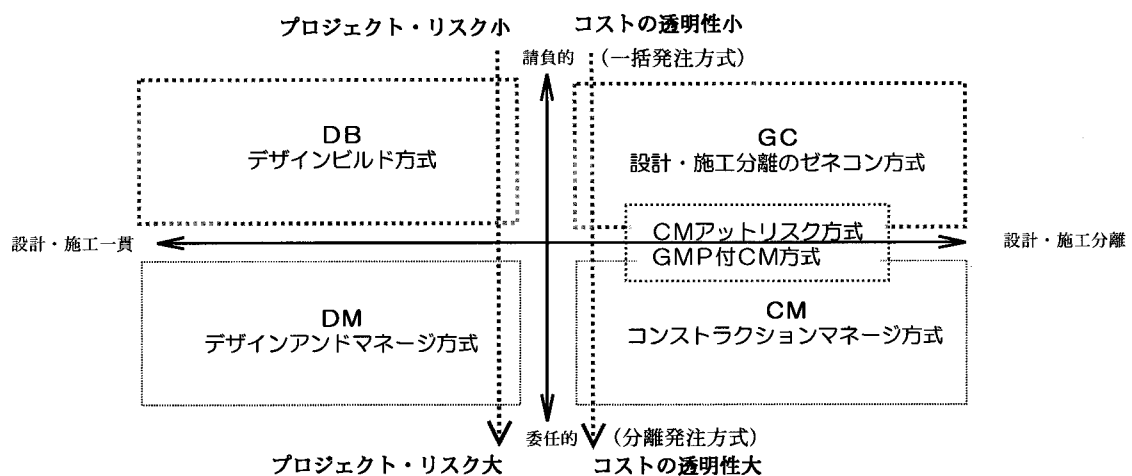 プロジェクト・リスク小
コストの透明性小
請負的
(一括発注方式)
DB
デザインビルド方式
GC
設計・施工分離のゼネコン方式
設計・施工一貫
CMアットリスク方式
GMP付CM方式
設計・施工分離
DM
デザインアンドマネージ方式
CM
コンストラクションマネージ方式
委任的
(分離発注方式)
プロジェクト・リスク大
コストの透明性大